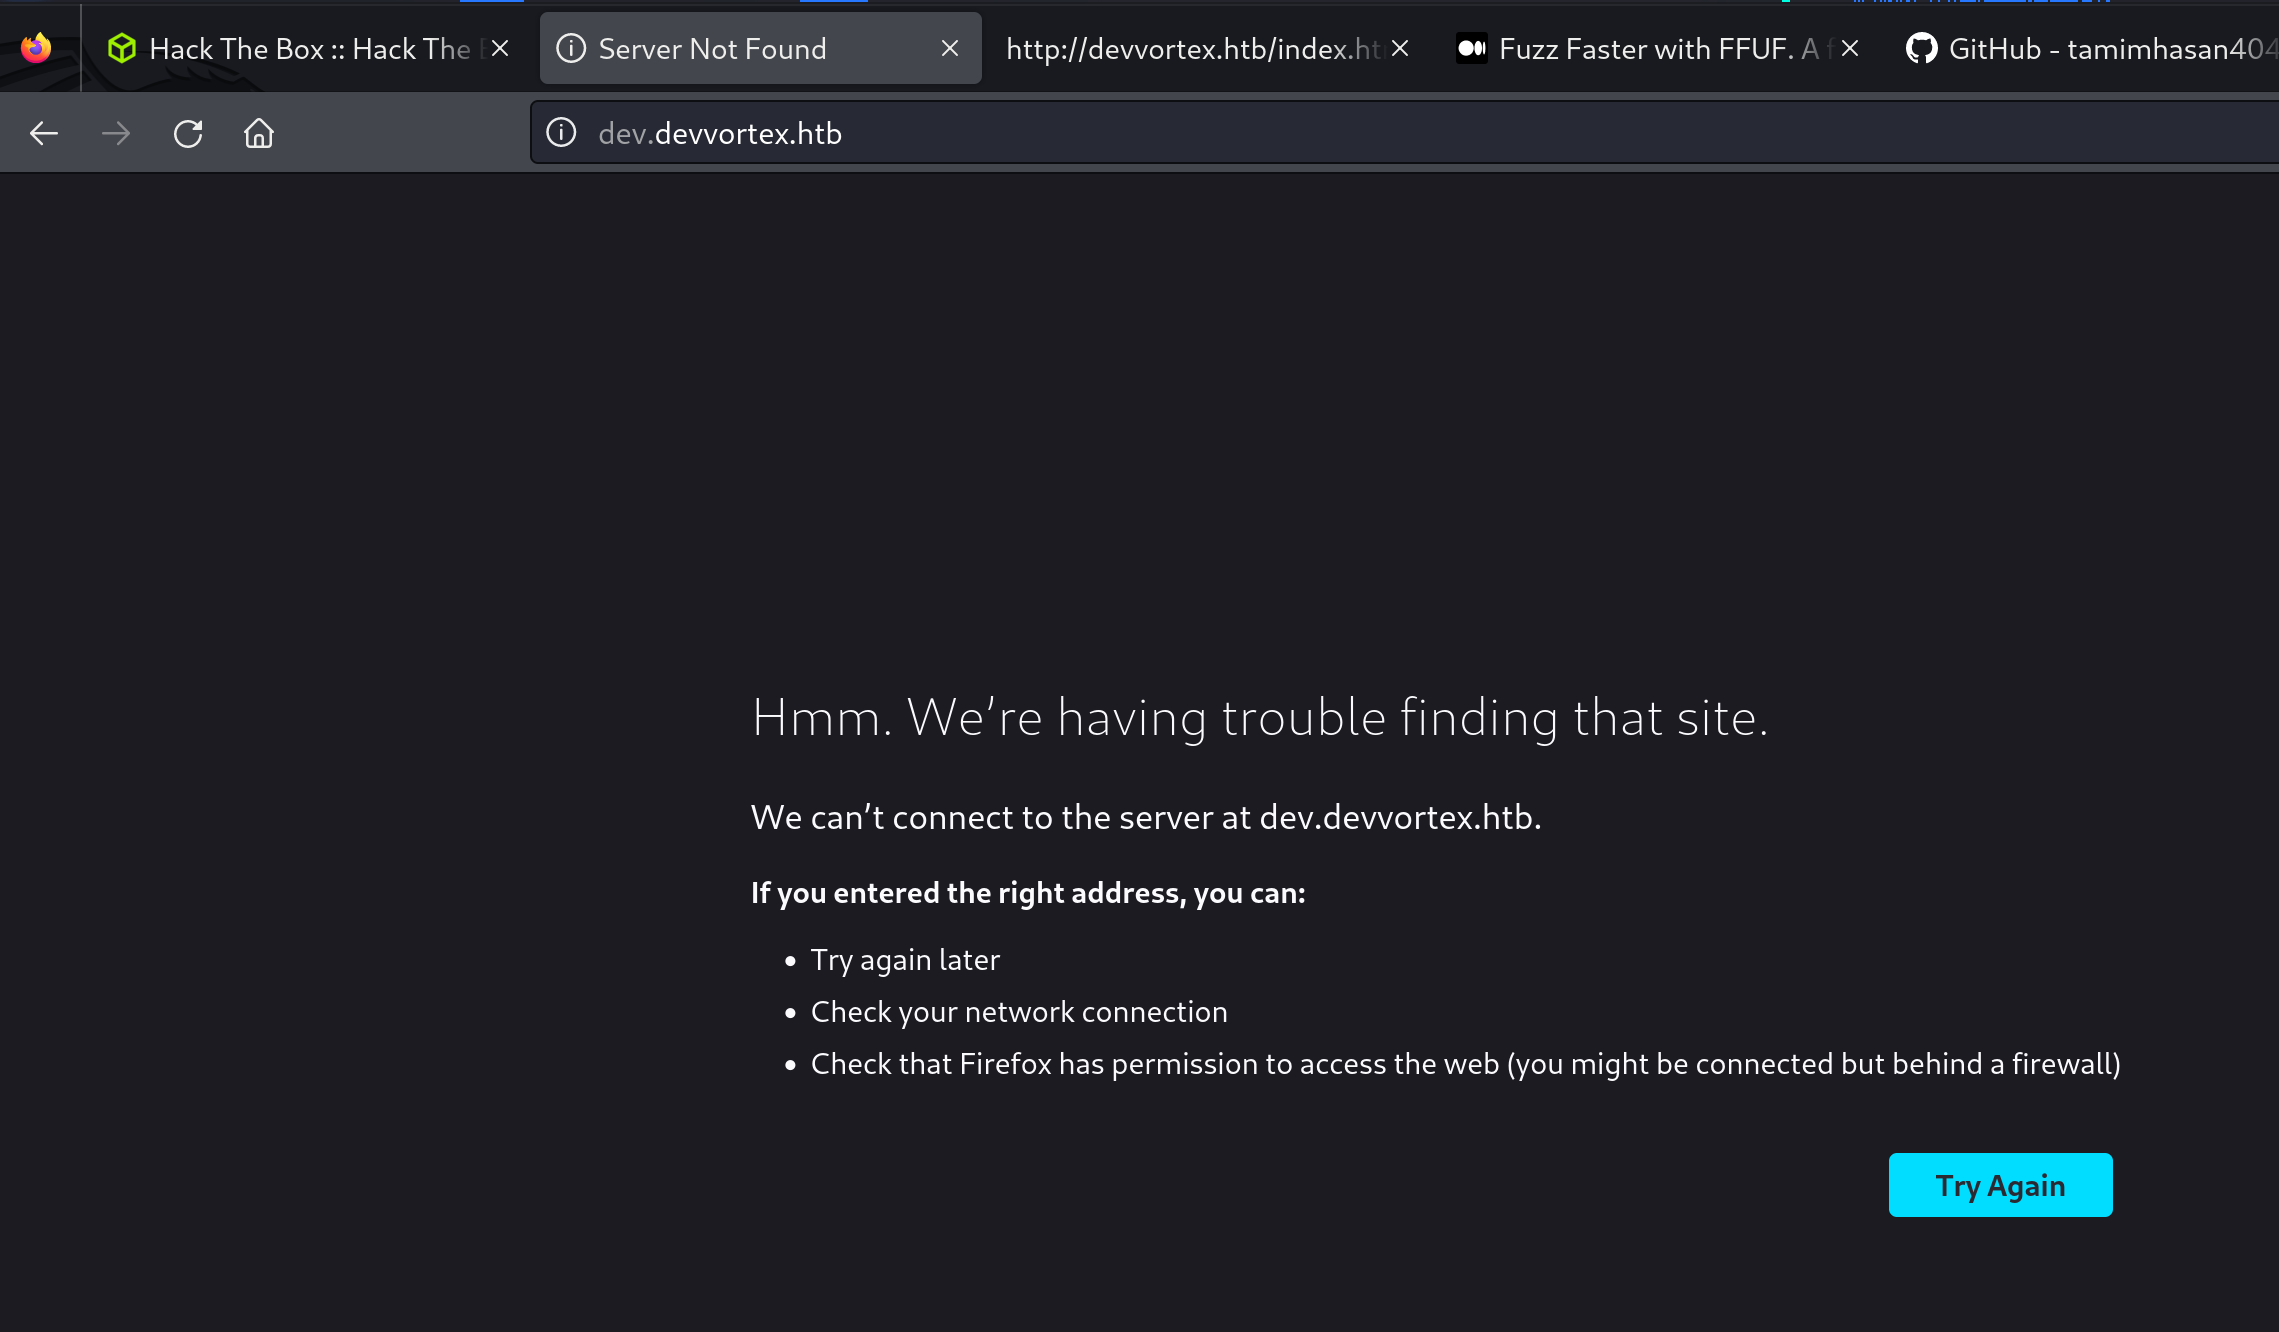 Hack The Box :: Hack The
Server Not Found
http://devvortex.htb/index.ht
Fuzz Faster with FFUF. A f
GitHub - tamimhasan404
dev.devvortex.htb
Hmm. We’re having trouble finding that site.
We can’t connect to the server at dev.devvortex.htb.
If you entered the right address, you can:
Try again later
Check your network connection
Check that Firefox has permission to access the web (you might be connected but behind a firewall)
Try Again